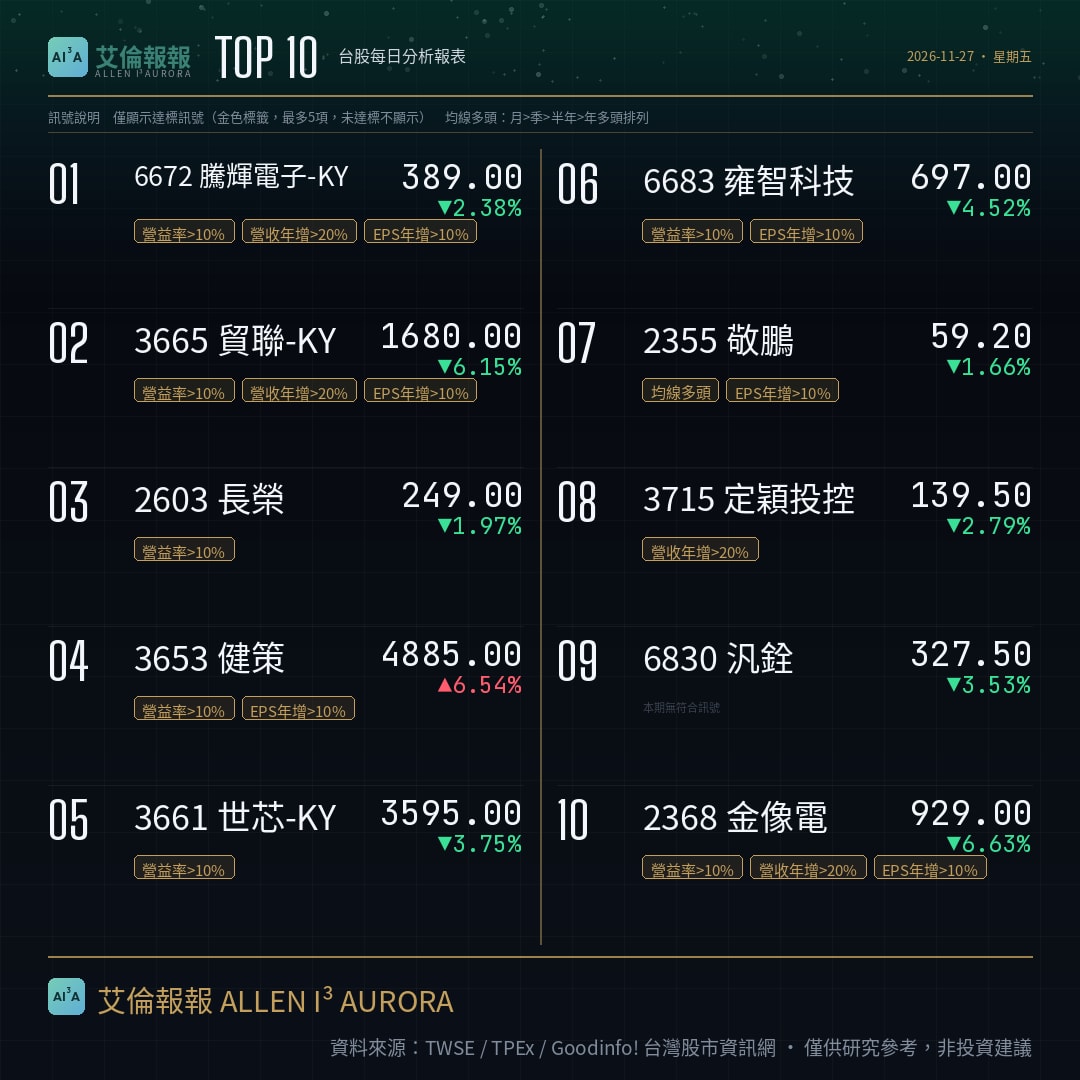 AI³A 艾倫報報 ALLEN I³AURORA TOP 10 台股每日分析報表 2026-11-27 · 星期五
訊號說明 僅顯示達標訊號（金色標籤，最多5項，未達標不顯示） 均線多頭：月>季>半年>年多頭排列
01 6672 騰輝電子-KY 389.00
▼2.38%
營益率>10% 營收年增>20% EPS年增>10%
02 3665 貿聯-KY 1680.00
▼6.15%
營益率>10% 營收年增>20% EPS年增>10%
03 2603 長榮 249.00
▼1.97%
營益率>10%
04 3653 健策 4885.00
▲6.54%
營益率>10% EPS年增>10%
05 3661 世芯-KY 3595.00
▼3.75%
營益率>10%
06 6683 雍智科技 697.00
▼4.52%
營益率>10% EPS年增>10%
07 2355 敬鵬 59.20
▼1.66%
均線多頭 EPS年增>10%
08 3715 定穎投控 139.50
▼2.79%
營收年增>20%
09 6830 汎銓 327.50
▼3.53%
本期無符合訊號
10 2368 金像電 929.00
▼6.63%
營益率>10% 營收年增>20% EPS年增>10%
AI³A 艾倫報報 ALLEN I³ AURORA
資料來源：TWSE / TPEx / Goodinfo! 台灣股市資訊網 · 僅供研究參考，非投資建議